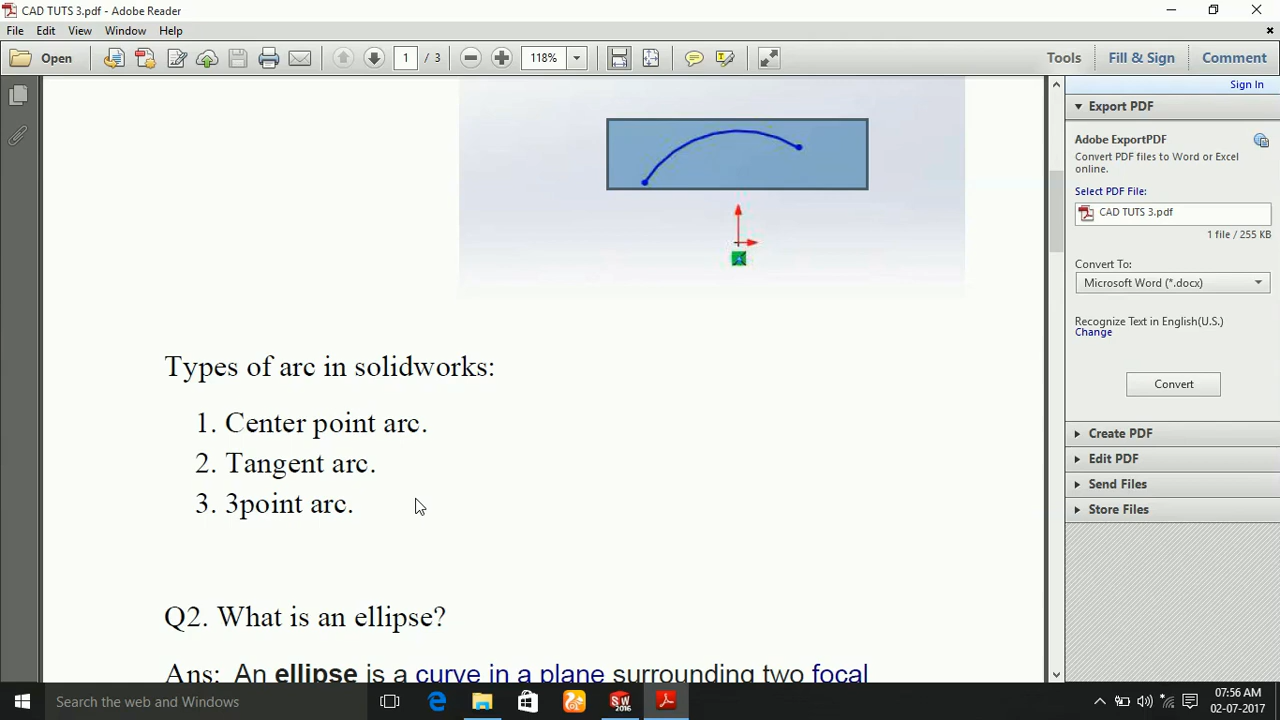 CAD TUTS 3.pdf - Adobe Reader
File Edit View Window Help
Open 1 / 3 118% Tools Fill & Sign Comment
Sign In
Export PDF
Adobe ExportPDF
Convert PDF files to Word or Excel
online.
Select PDF File:
CAD TUTS 3.pdf
1 file / 255 KB
Convert To:
Microsoft Word (*.docx)
Recognize Text in English(U.S.)
Change
Convert
Create PDF
Edit PDF
Send Files
Store Files
Types of arc in solidworks:
1. Center point arc.
2. Tangent arc.
3. 3point arc.
Q2. What is an ellipse?
Ans: An ellipse is a curve in a plane surrounding two focal
Search the web and Windows
SW
2016
07:56 AM
02-07-2017